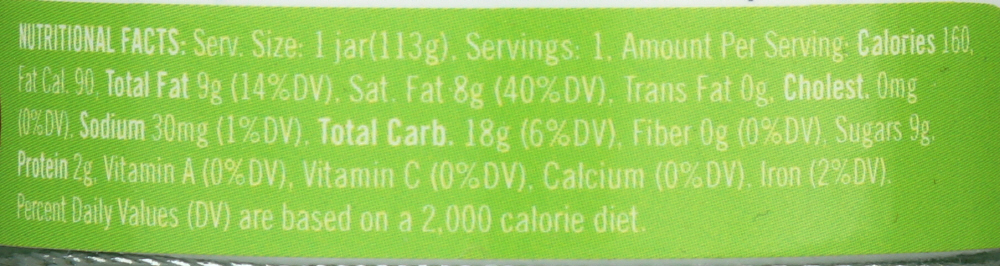 NUTRITIONAL FACTS: Serv. Size: 1 jar(113g), Servings: 1, Amount Per Serving: Calories 160,
Fat Cal. 90, Total Fat 9g (14%DV), Sat. Fat 8g (40%DV), Trans Fat 0g, Cholest. 0mg
(0%DV), Sodium 30mg (1%DV), Total Carb. 18g (6%DV), Fiber 0g (0%DV), Sugars 9g,
Protein 2g, Vitamin A (0%DV), Vitamin C (0%DV), Calcium (0%DV), Iron (2%DV).
Percent Daily Values (DV) are based on a 2,000 calorie diet.